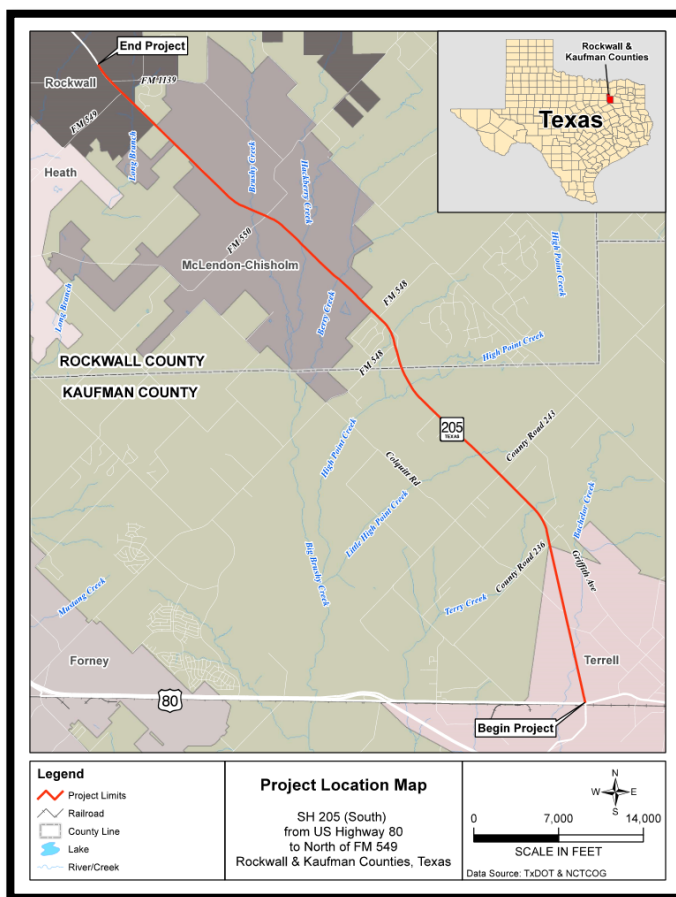 End Project
Rockwall
FM 1139
FM 549
Long Branch
Heath
Brushy Creek
Hackberry Creek
Rockwall &
Kaufman Counties
Texas
FM 550
McLendon-Chisholm
High Point Creek
Long Branch
Berry Creek
FM 548
FM 548
High Point Creek
ROCKWALL COUNTY
KAUFMAN COUNTY
205
TEXAS
County Road 243
High Point Creek
Colquitt Rd
Little High Point Creek
Bachelor Creek
Big Brushy Creek
County Road 236
Griffith Ave
Terry Creek
Mustang Creek
Forney
Terrell
80
Begin Project
Legend
Project Limits
Railroad
County Line
Lake
River/Creek
Project Location Map
SH 205 (South)
from US Highway 80
to North of FM 549
Rockwall & Kaufman Counties, Texas
N
W E
S
0 7,000 14,000
SCALE IN FEET
Data Source: TxDOT & NCTCOG